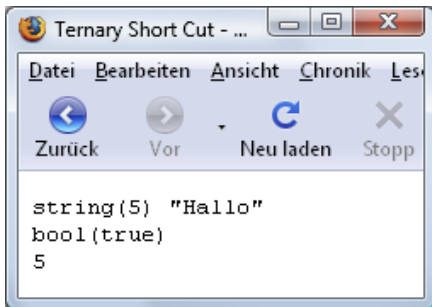 Ternary Short Cut - ...
Datei Bearbeiten Ansicht Chronik Les
Zurück Vor Neu laden Stopp
string(5) "Hallo"
bool(true)
5